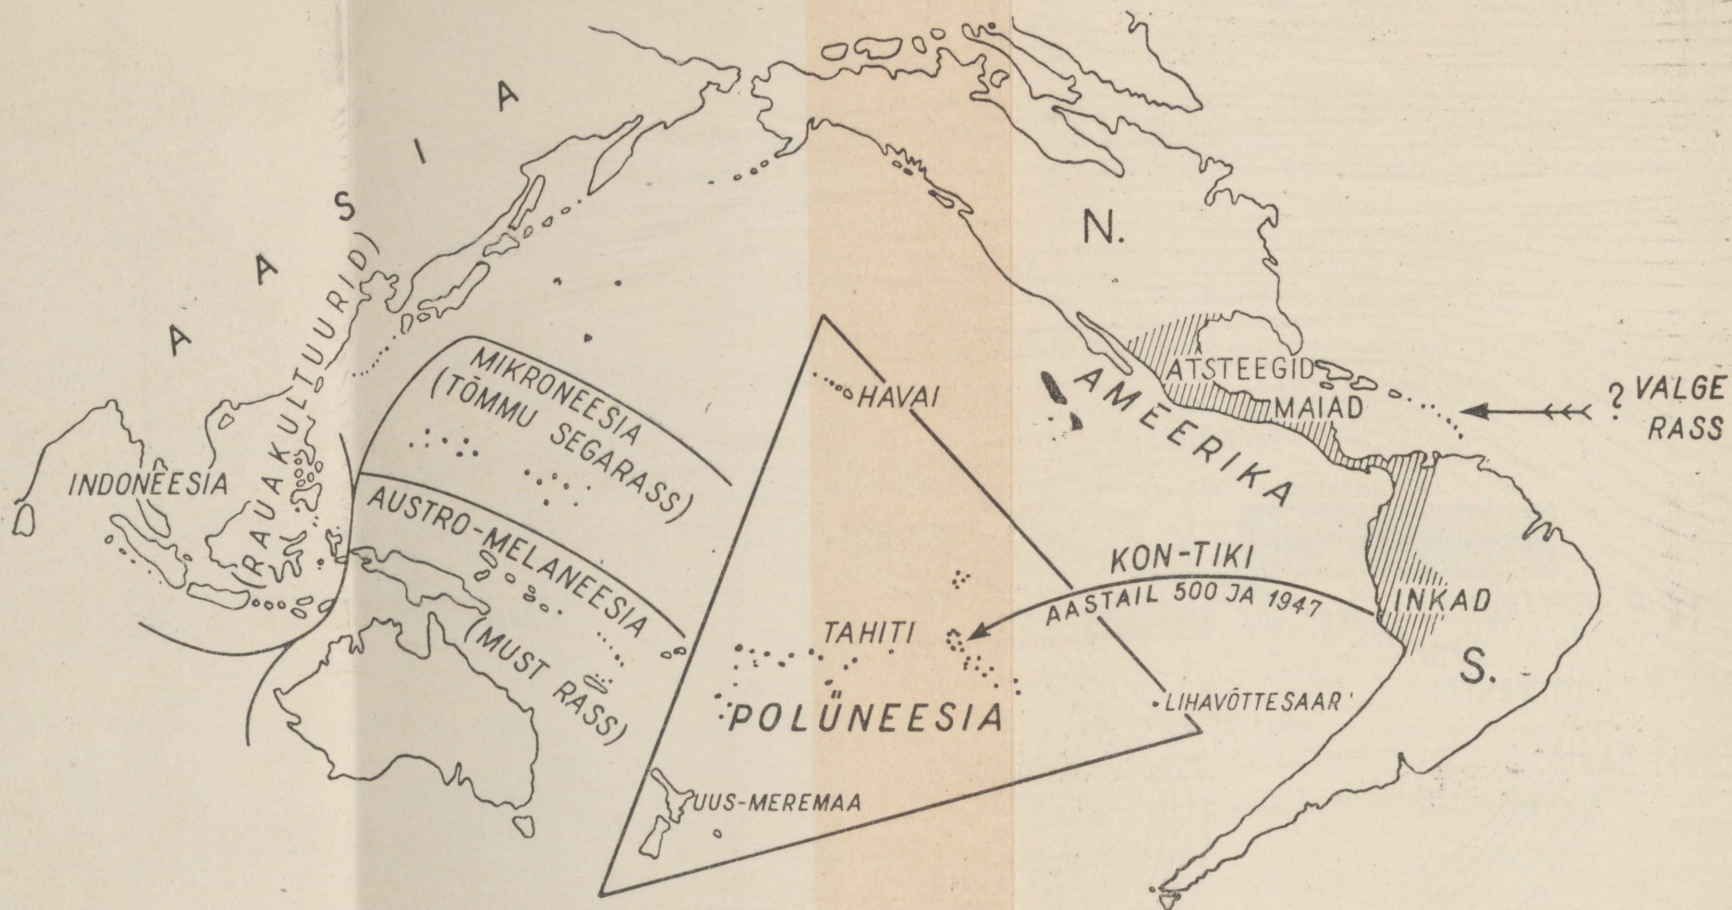 AASIA
(RAUAKULTUURID)
INDONEESIA
MIKRONEESIA
(TÕMMU SEGARASS)
AUSTRO-MELANEESIA
(MUST RASS)
HAVAI
TAHITI
POLÜNEESIA
UUS-MEREMAA
LIHAVÕTTESAAR
KON-TIKI
AASTAIL 500 JA 1947
N.
AMEERIKA
S.
ATSTEEGID
MAIAD
INKAD
? VALGE
RASS